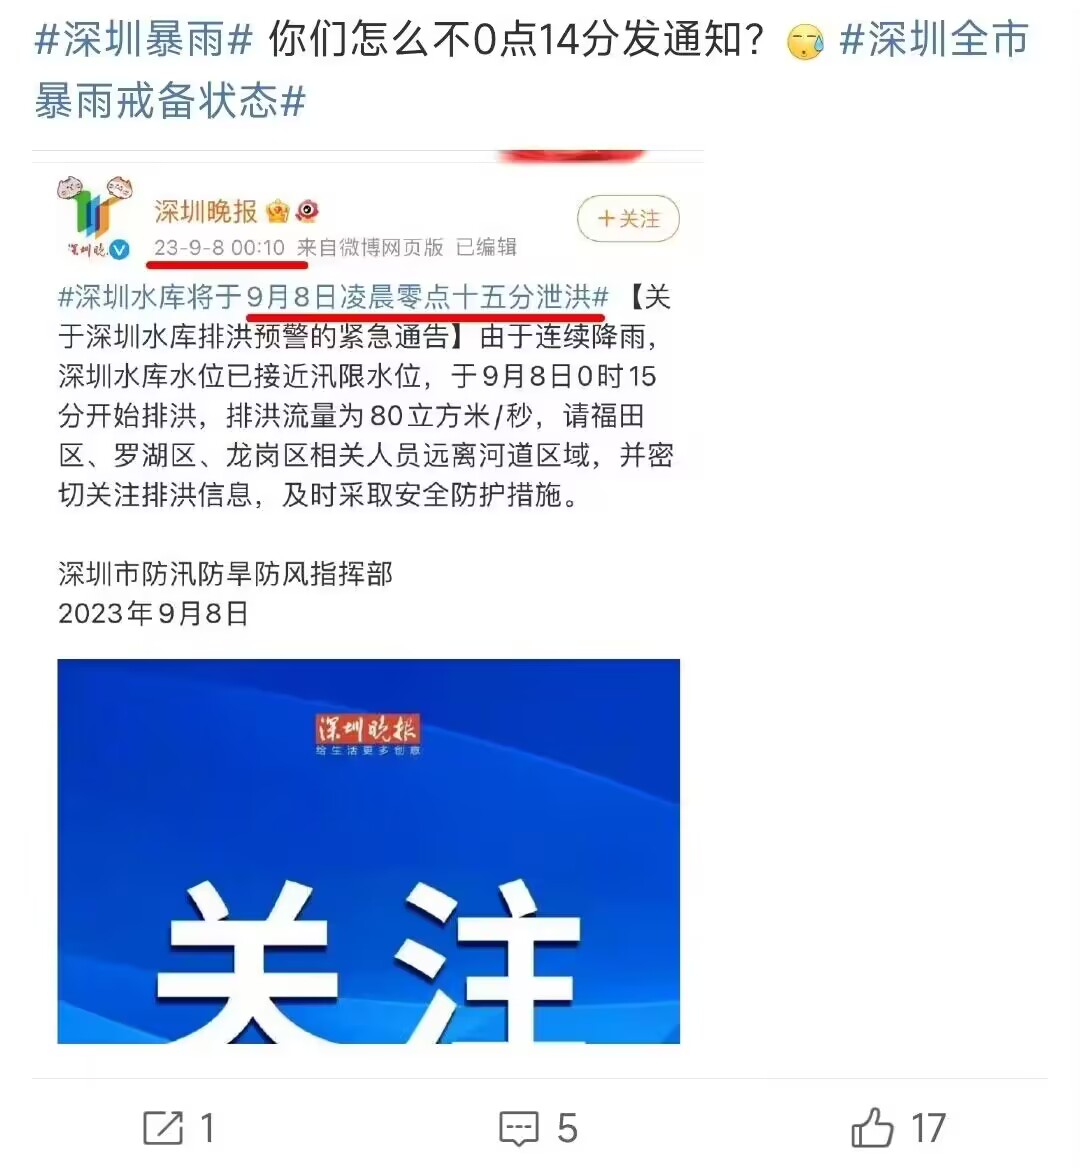 #深圳暴雨# 你们怎么不0点14分发通知？ #深圳全市
暴雨戒备状态#
深圳晚报
+关注
深圳晚
23-9-8 00:10 来自微博网页版 已编辑
#深圳水库将于9月8日凌晨零点十五分泄洪# 【关
于深圳水库排洪预警的紧急通告】由于连续降雨，
深圳水库水位已接近汛限水位，于9月8日0时15
分开始排洪，排洪流量为80立方米/秒，请福田
区、罗湖区、龙岗区相关人员远离河道区域，并密
切关注排洪信息，及时采取安全防护措施。
深圳市防汛防旱防风指挥部
2023年9月8日
深圳晚报
给生活更多创意
关注
1
5
17